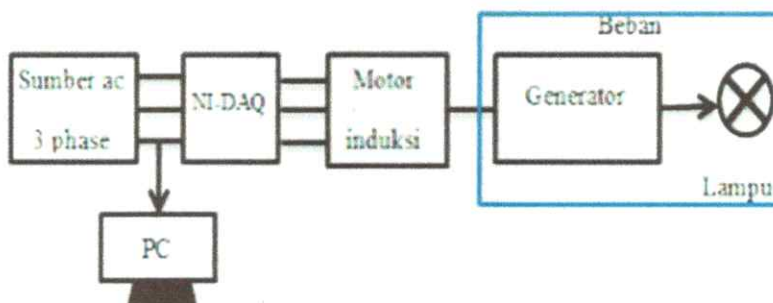 Beban
Sumber ac
3 phase
NI-DAQ
Motor
induksi
Generator
Lampu
PC